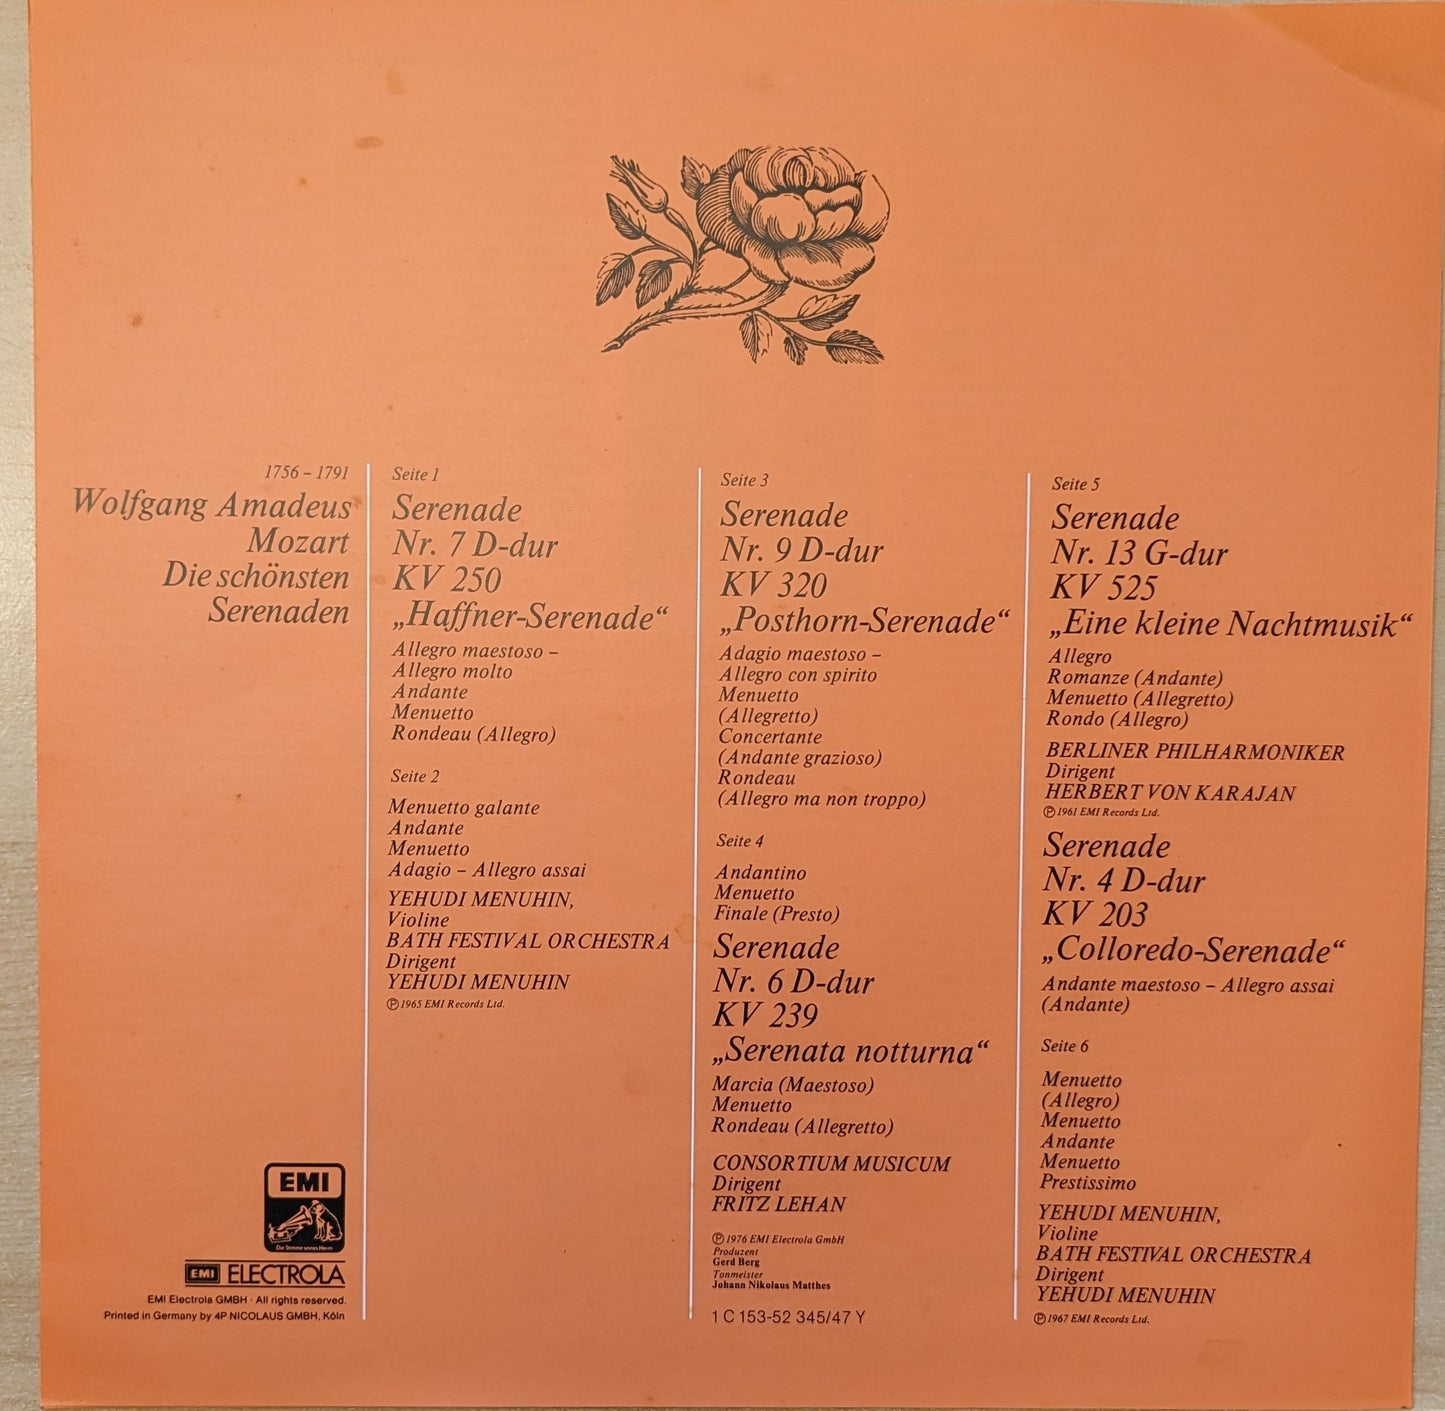 1756 – 1791
Wolfgang Amadeus
Mozart
Die schönsten
Serenaden
EMI
Die Stimme seines Herrn
EMI ELECTROLA
EMI Electrola GMBH · All rights reserved.
Printed in Germany by 4P NICOLAUS GMBH, Köln
Seite 1
Serenade
Nr. 7 D-dur
KV 250
„Haffner-Serenade“
Allegro maestoso –
Allegro molto
Andante
Menuetto
Rondeau (Allegro)
Seite 2
Menuetto galante
Andante
Menuetto
Adagio – Allegro assai
YEHUDI MENUHIN,
Violine
BATH FESTIVAL ORCHESTRA
Dirigent
YEHUDI MENUHIN
Ⓟ 1965 EMI Records Ltd.
Seite 3
Serenade
Nr. 9 D-dur
KV 320
„Posthorn-Serenade“
Adagio maestoso –
Allegro con spirito
Menuetto
(Allegretto)
Concertante
(Andante grazioso)
Rondeau
(Allegro ma non troppo)
Seite 4
Andantino
Menuetto
Finale (Presto)
Serenade
Nr. 6 D-dur
KV 239
„Serenata notturna“
Marcia (Maestoso)
Menuetto
Rondeau (Allegretto)
CONSORTIUM MUSICUM
Dirigent
FRITZ LEHAN
Ⓟ 1976 EMI Electrola GmbH
Produzent
Gerd Berg
Tonmeister
Johann Nikolaus Matthes
1 C 153-52 345/47 Y
Seite 5
Serenade
Nr. 13 G-dur
KV 525
„Eine kleine Nachtmusik“
Allegro
Romanze (Andante)
Menuetto (Allegretto)
Rondo (Allegro)
BERLINER PHILHARMONIKER
Dirigent
HERBERT VON KARAJAN
Ⓟ 1961 EMI Records Ltd.
Serenade
Nr. 4 D-dur
KV 203
„Colloredo-Serenade“
Andante maestoso – Allegro assai
(Andante)
Seite 6
Menuetto
(Allegro)
Menuetto
Andante
Menuetto
Prestissimo
YEHUDI MENUHIN,
Violine
BATH FESTIVAL ORCHESTRA
Dirigent
YEHUDI MENUHIN
Ⓟ 1967 EMI Records Ltd.